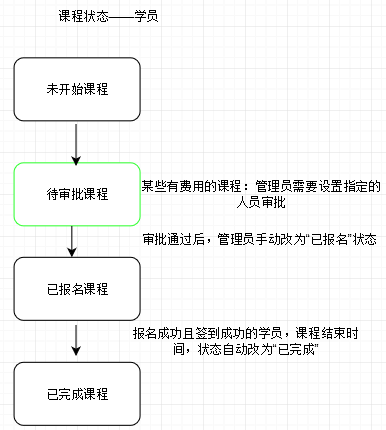 课程状态——学员
未开始课程
待审批课程
某些有费用的课程：管理员需要设置指定的
人员审批
审批通过后，管理员手动改为“已报名”状态
已报名课程
报名成功且签到成功的学员，课程结束时
间，状态自动改为“已完成”
已完成课程